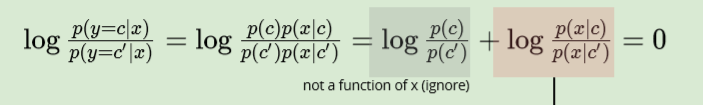 log p(y=c|x)/p(y=c′|x) = log p(c)p(x|c)/p(c′)p(x|c′) = log p(c)/p(c′) + log p(x|c)/p(x|c′) = 0
not a function of x (ignore)